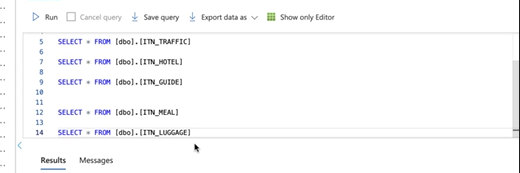 Run Cancel query Save query Export data as Show only Editor
5 SELECT * FROM [dbo].[ITN_TRAFFIC]
6
7 SELECT * FROM [dbo].[ITN_HOTEL]
8
9 SELECT * FROM [dbo].[ITN_GUIDE]
10
11
12 SELECT * FROM [dbo].[ITN_MEAL]
13
14 SELECT * FROM [dbo].[ITN_LUGGAGE]
Results Messages